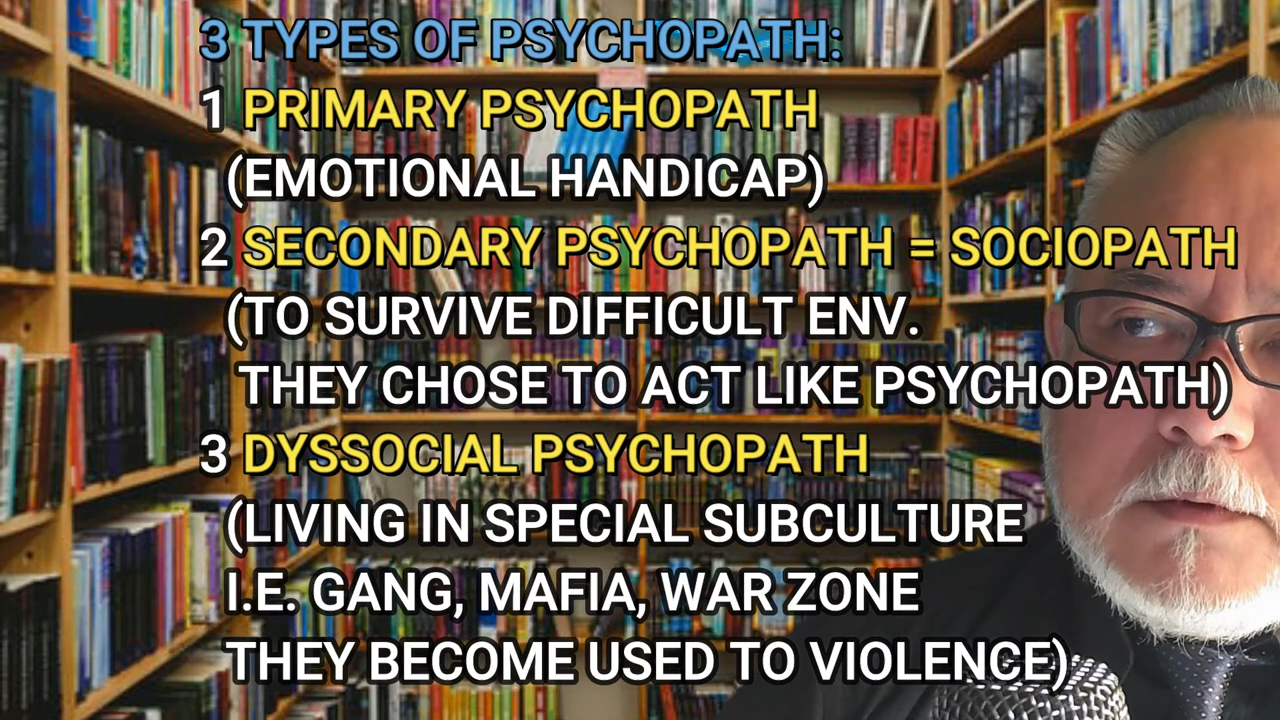 3 TYPES OF PSYCHOPATH:
1 PRIMARY PSYCHOPATH
(EMOTIONAL HANDICAP)
2 SECONDARY PSYCHOPATH = SOCIOPATH
(TO SURVIVE DIFFICULT ENV.
THEY CHOSE TO ACT LIKE PSYCHOPATH)
3 DYSSOCIAL PSYCHOPATH
(LIVING IN SPECIAL SUBCULTURE
I.E. GANG, MAFIA, WAR ZONE
THEY BECOME USED TO VIOLENCE)